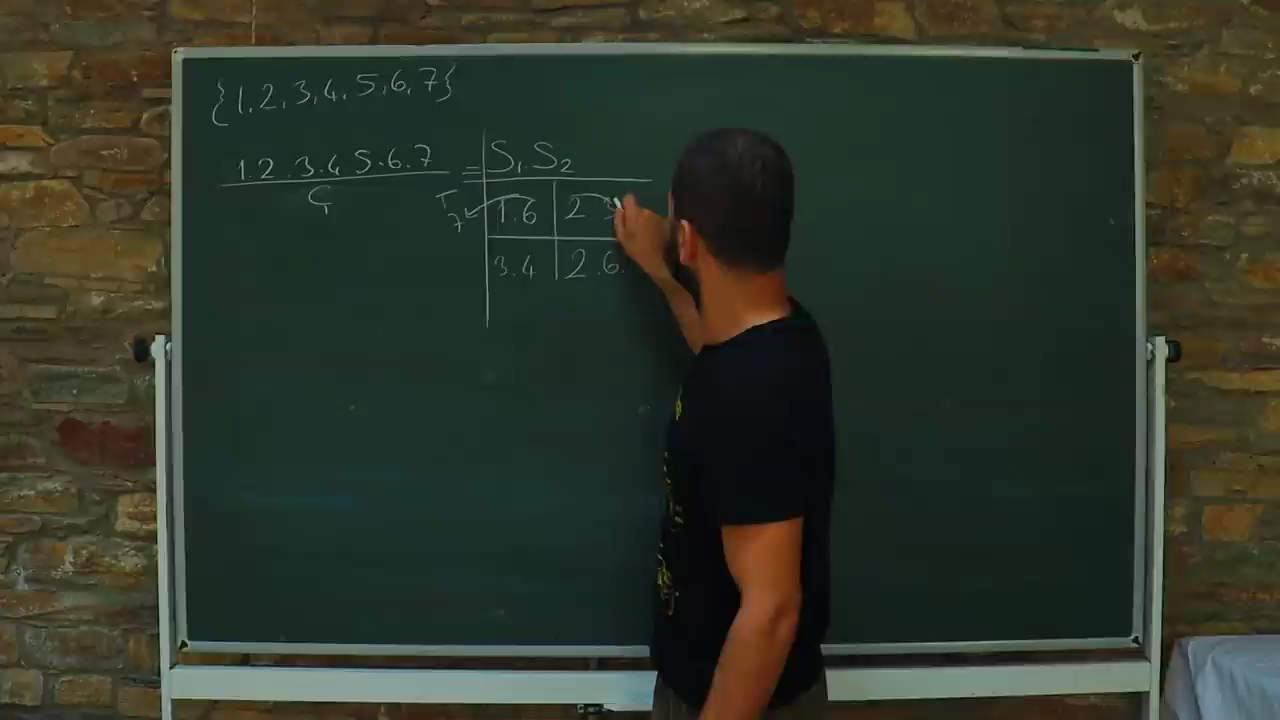 {1,2,3,4,5,6,7}
1.2.3.4 5.6.7 = S₁ S₂
Ç
T 1.6 2
7
3.4 2.6.